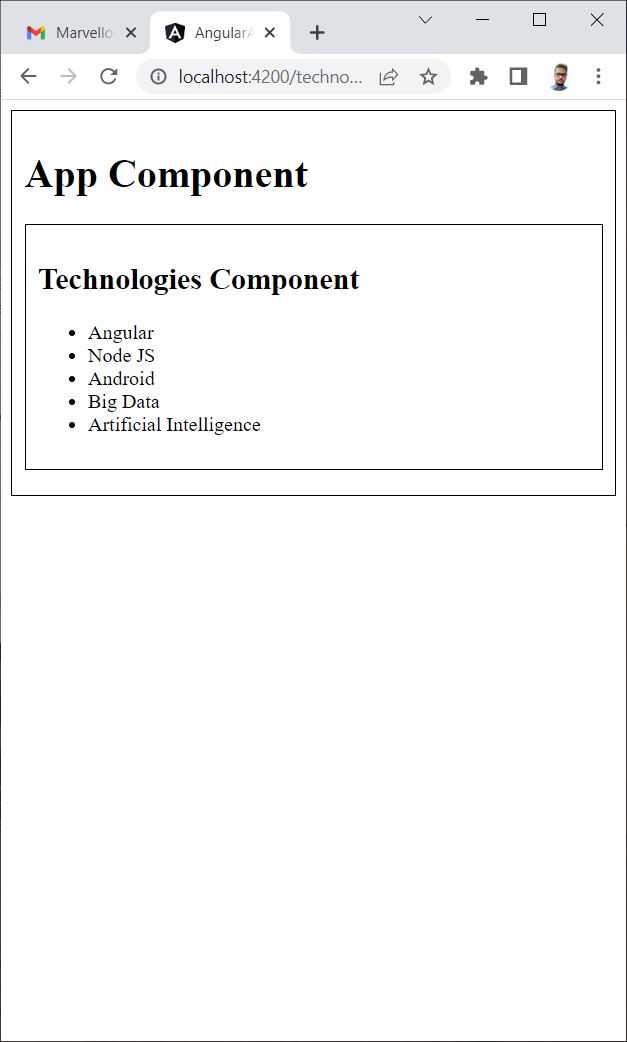 Marvello
AngularA
localhost:4200/techno...
App Component
Technologies Component
Angular
Node JS
Android
Big Data
Artificial Intelligence